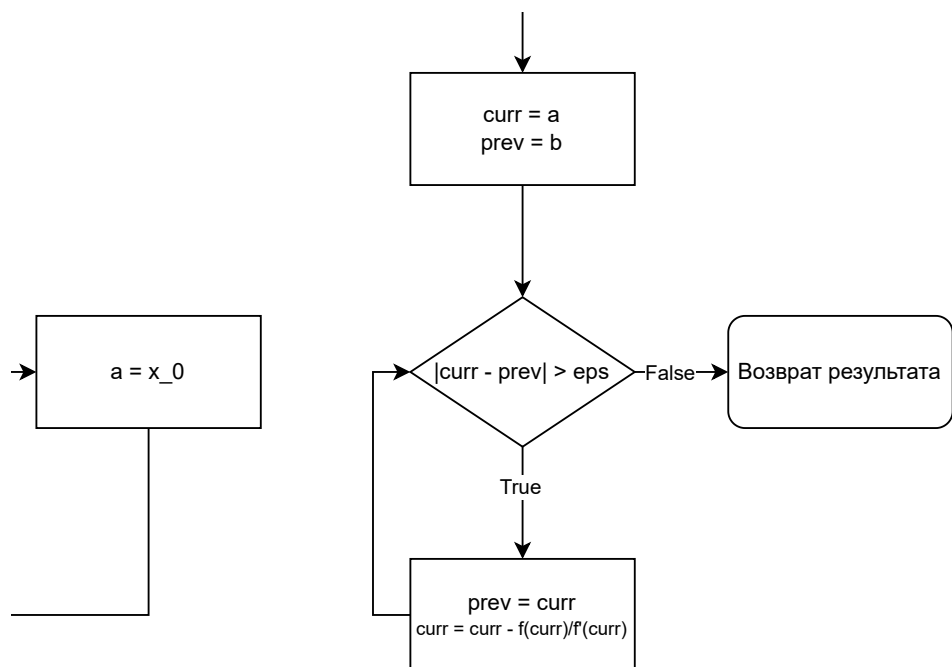 curr = a
prev = b
a = x_0
|curr - prev| > eps
False
Возврат результата
True
prev = curr
curr = curr - f(curr)/f'(curr)